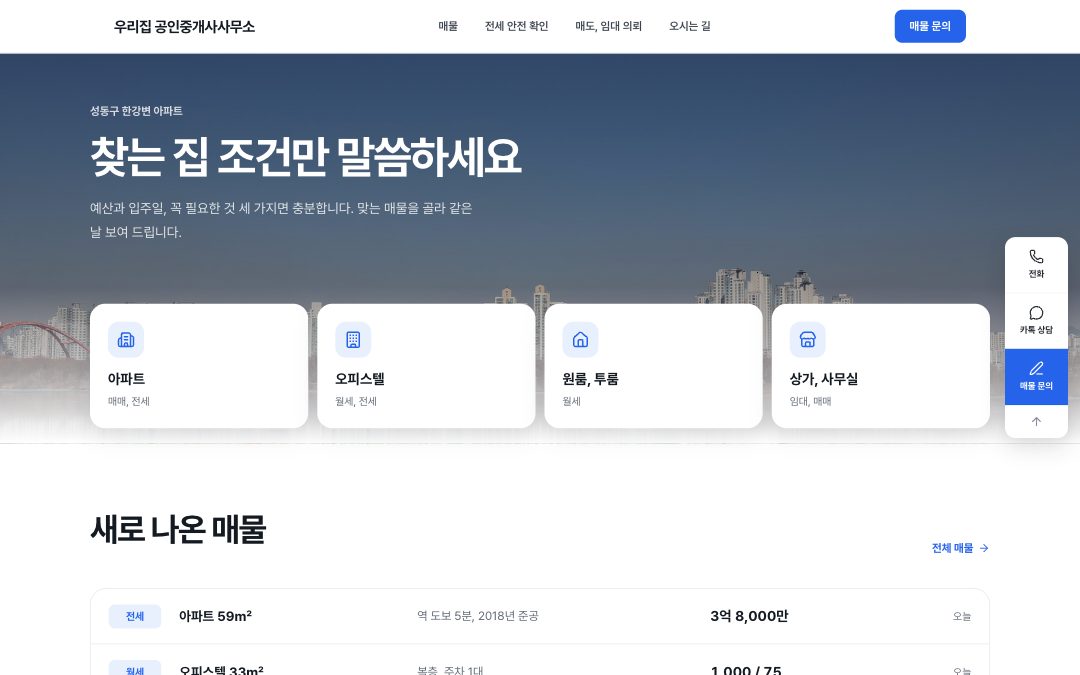 우리집 공인중개사사무소
매물
전세 안전 확인
매도, 임대 의뢰
오시는 길
매물 문의
성동구 한강변 아파트
찾는 집 조건만 말씀하세요
예산과 입주일, 꼭 필요한 것 세 가지면 충분합니다. 맞는 매물을 골라 같은
날 보여 드립니다.
전화
카톡 상담
매물 문의
아파트
매매, 전세
오피스텔
월세, 전세
원룸, 투룸
월세
상가, 사무실
임대, 매매
새로 나온 매물
전체 매물
전세
아파트 59m²
역 도보 5분, 2018년 준공
3억 8,000만
오늘
월세
오피스텔 33m²
복층, 주차 1대
1,000 / 75
오늘